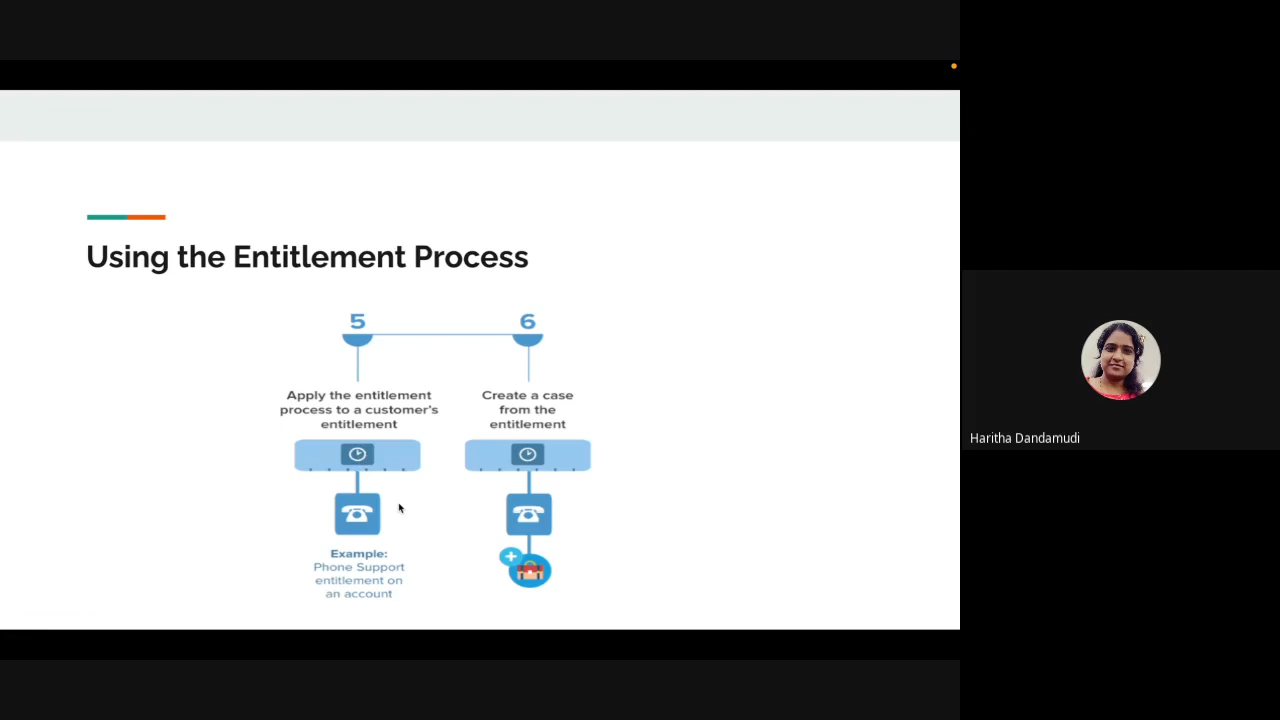 Using the Entitlement Process
5
6
Apply the entitlement
process to a customer's
entitlement
Create a case
from the
entitlement
Example:
Phone Support
entitlement on
an account
Haritha Dandamudi